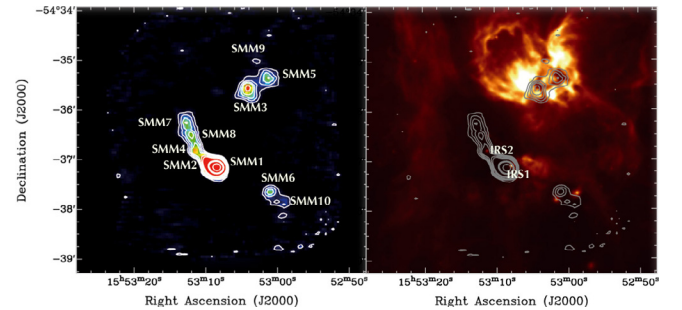 -54°34'
-35'
-36'
-37'
-38'
-39'
Declination (J2000)
SMM9
SMM5
SMM3
SMM7
SMM8
SMM4
SMM2
SMM1
SMM6
SMM10
IRS2
IRS1
15ʰ53ᵐ20ˢ
53ᵐ10ˢ
53ᵐ00ˢ
52ᵐ50ˢ
Right Ascension (J2000)
15ʰ53ᵐ20ˢ
53ᵐ10ˢ
53ᵐ00ˢ
52ᵐ50ˢ
Right Ascension (J2000)